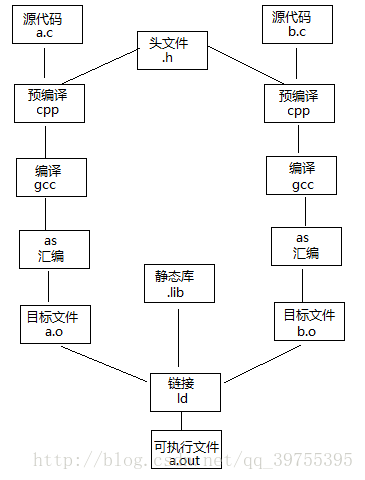 源代码
a.c
源代码
b.c
头文件
.h
预编译
cpp
预编译
cpp
编译
gcc
编译
gcc
as
汇编
as
汇编
静态库
.lib
目标文件
a.o
目标文件
b.o
链接
ld
可执行文件
a.out
http://blog.csdn.net/qq_39755395